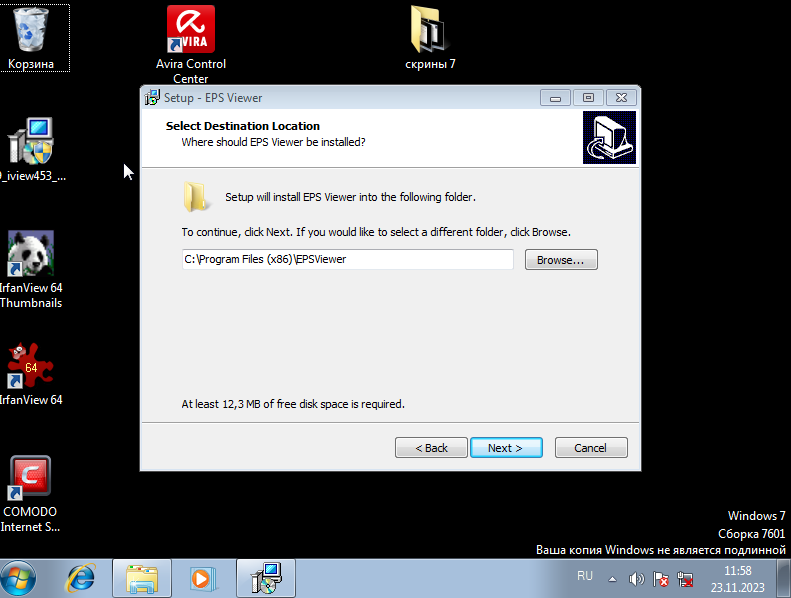 Корзина
AVIRA
Avira Control
Center
скрины 7
_iview453_...
IrfanView 64
Thumbnails
64
IrfanView 64
COMODO
Internet S...
Setup - EPS Viewer
Select Destination Location
Where should EPS Viewer be installed?
Setup will install EPS Viewer into the following folder.
To continue, click Next. If you would like to select a different folder, click Browse.
C:\Program Files (x86)\EPSViewer
Browse...
At least 12,3 MB of free disk space is required.
< Back
Next >
Cancel
Windows 7
Сборка 7601
Ваша копия Windows не является подлинной
RU
11:58
23.11.2023